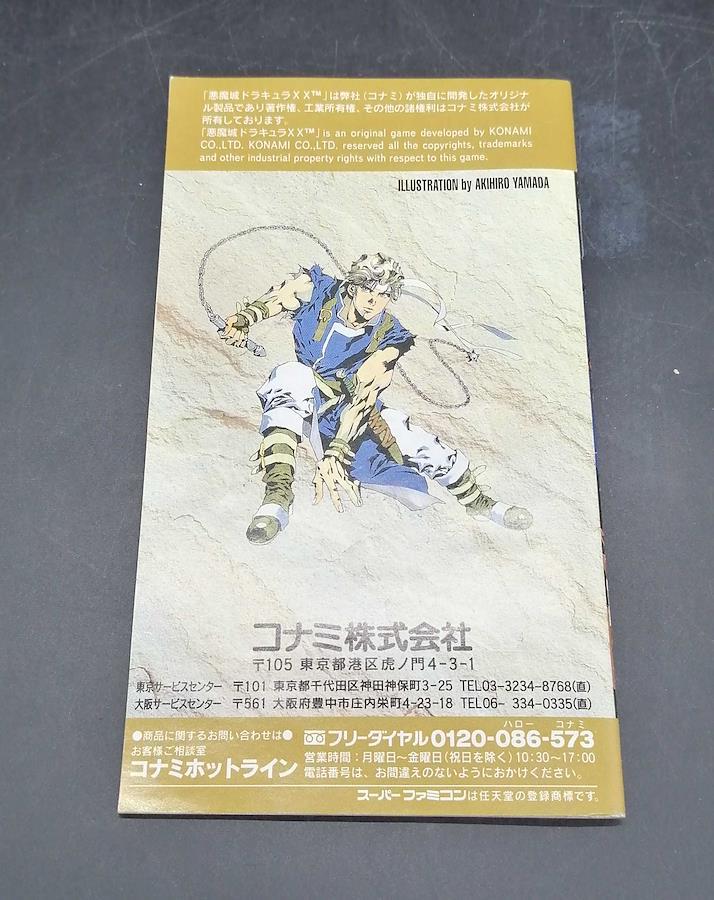 「悪魔城ドラキュラＸＸ™」は弊社（コナミ）が独自に開発したオリジナ
ル製品であり著作権、工業所有権、その他の諸権利はコナミ株式会社が
所有しております。
「悪魔城ドラキュラＸＸ™」is an original game developed by KONAMI
CO.,LTD. KONAMI CO.,LTD. reserved all the copyrights, trademarks
and other industrial property rights with respect to this game.
ILLUSTRATION by AKIHIRO YAMADA
コナミ株式会社
〒105 東京都港区虎ノ門4-3-1
東京サービスセンター 〒101 東京都千代田区神田神保町3-25 TEL03-3234-8768(直)
大阪サービスセンター 〒561 大阪府豊中市庄内栄町4-23-18 TEL06- 334-0335(直)
●商品に関するお問い合わせは●
お客様ご相談室
コナミホットライン
ハロー コナミ
フリーダイヤル0120-086-573
営業時間：月曜日～金曜日(祝日を除く)10:30～17:00
電話番号は、お間違えのないようにおかけください。
スーパーファミコンは任天堂の登録商標です。